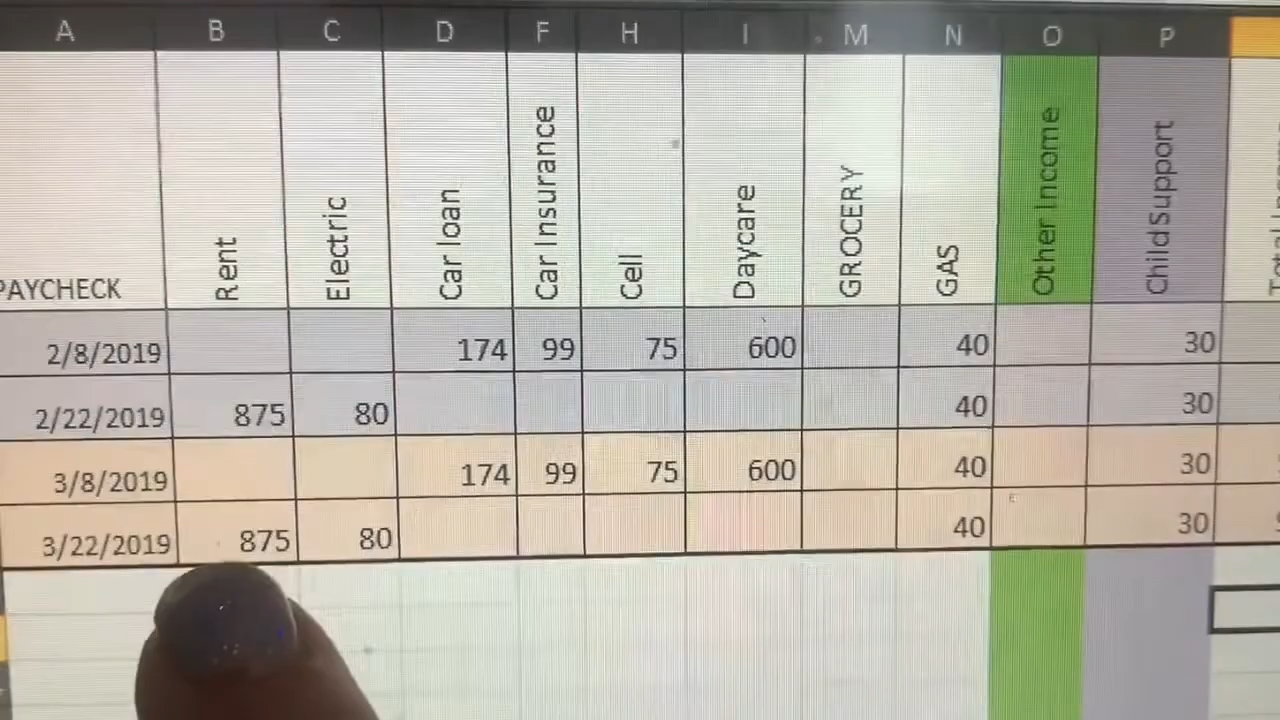 A B C D F H I M N O P
PAYCHECK Rent Electric Car loan Car Insurance Cell Daycare GROCERY GAS Other Income Child Support
2/8/2019 174 99 75 600 40 30
2/22/2019 875 80 40 30
3/8/2019 174 99 75 600 40 30
3/22/2019 875 80 40 30